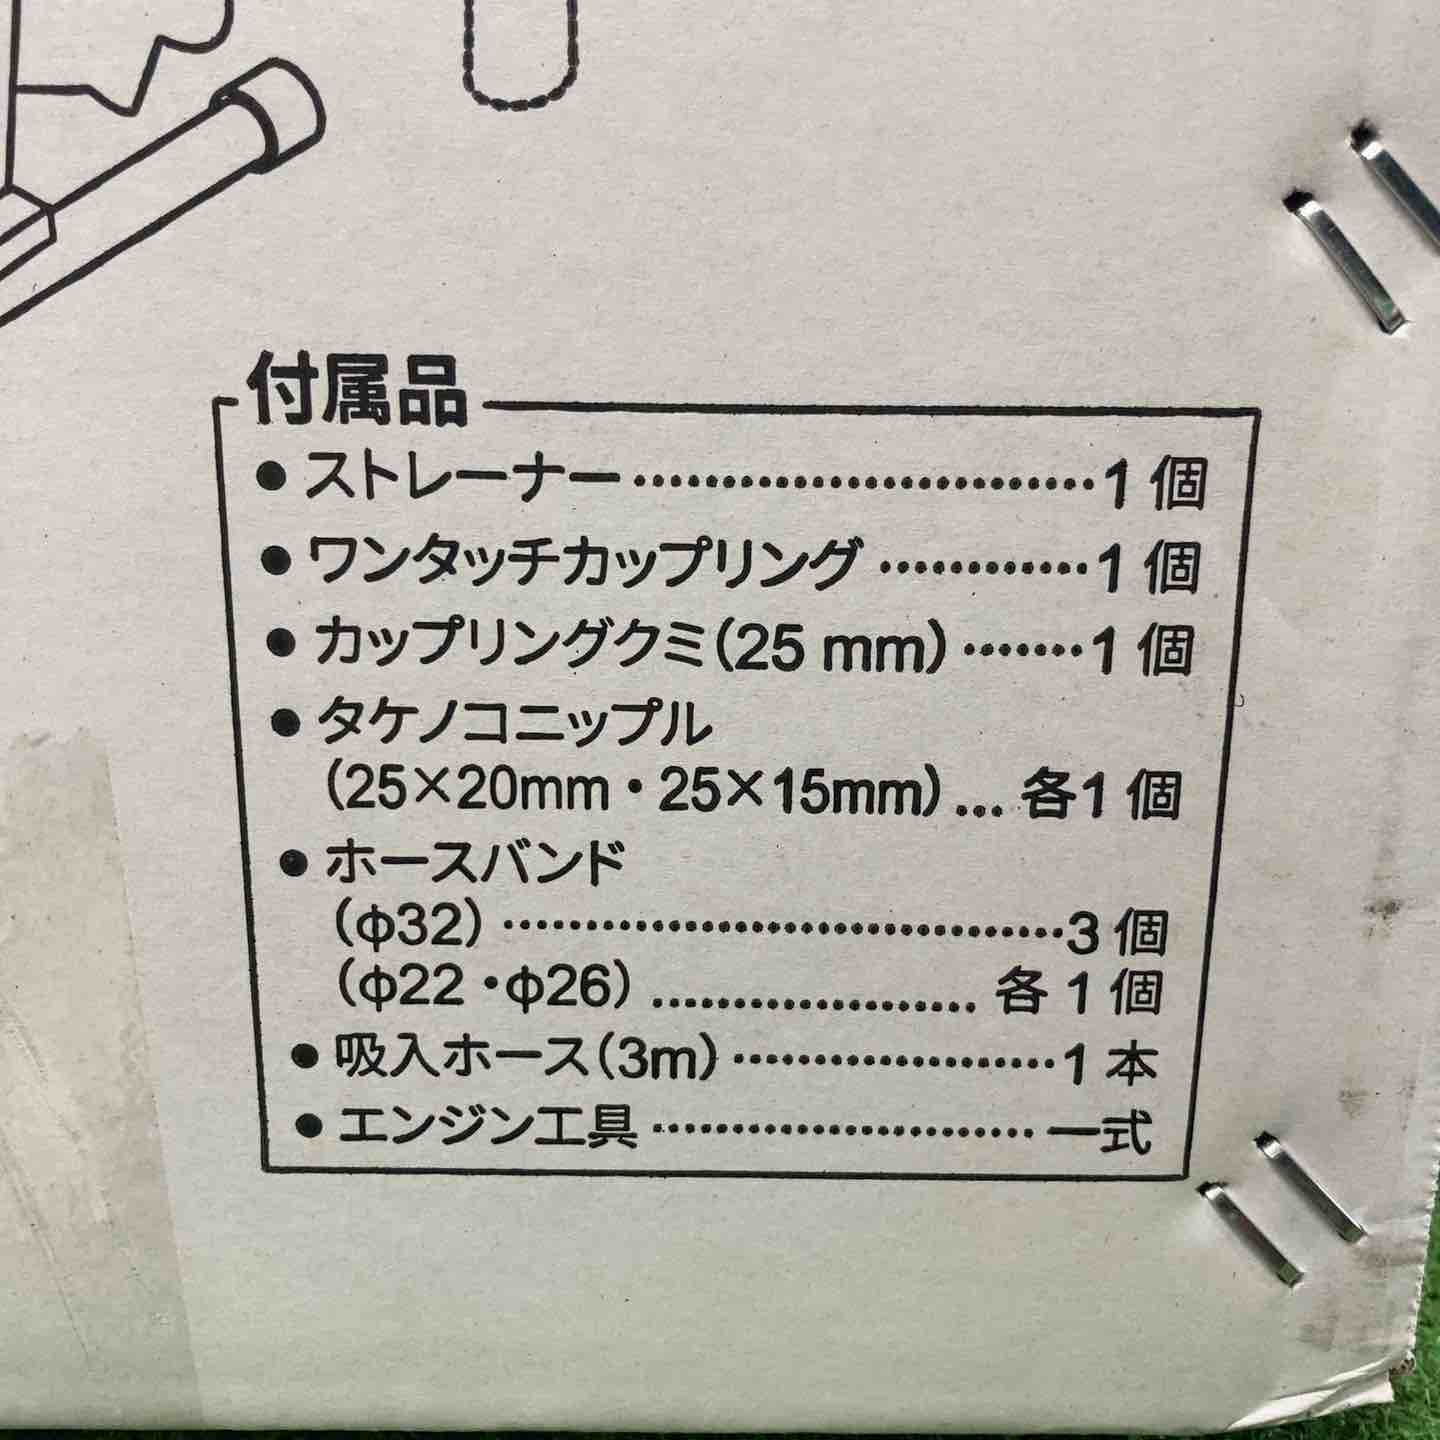 付属品
●ストレーナー…………………………1個
●ワンタッチカップリング…………1個
●カップリングクミ(25 mm)……1個
●タケノコニップル
(25×20mm・25×15mm)…各1個
●ホースバンド
(φ32)…………………………………3個
(φ22・φ26)……………………各1個
●吸入ホース(3m)…………………1本
●エンジン工具………………………一式